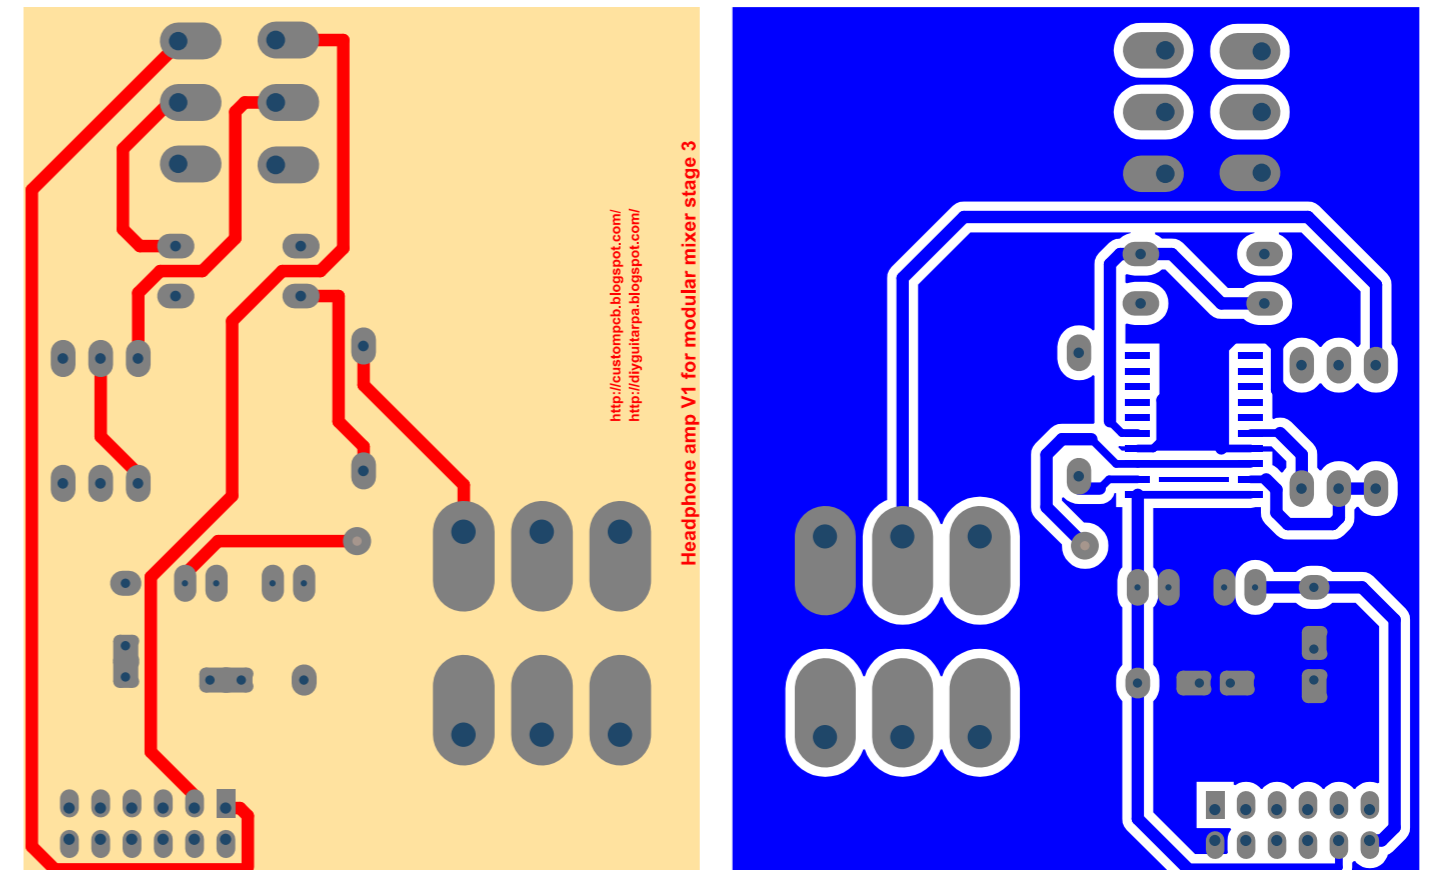 http://custompcb.blogspot.com/
http://diyguitarpa.blogspot.com/
Headphone amp V1 for modular mixer stage 3